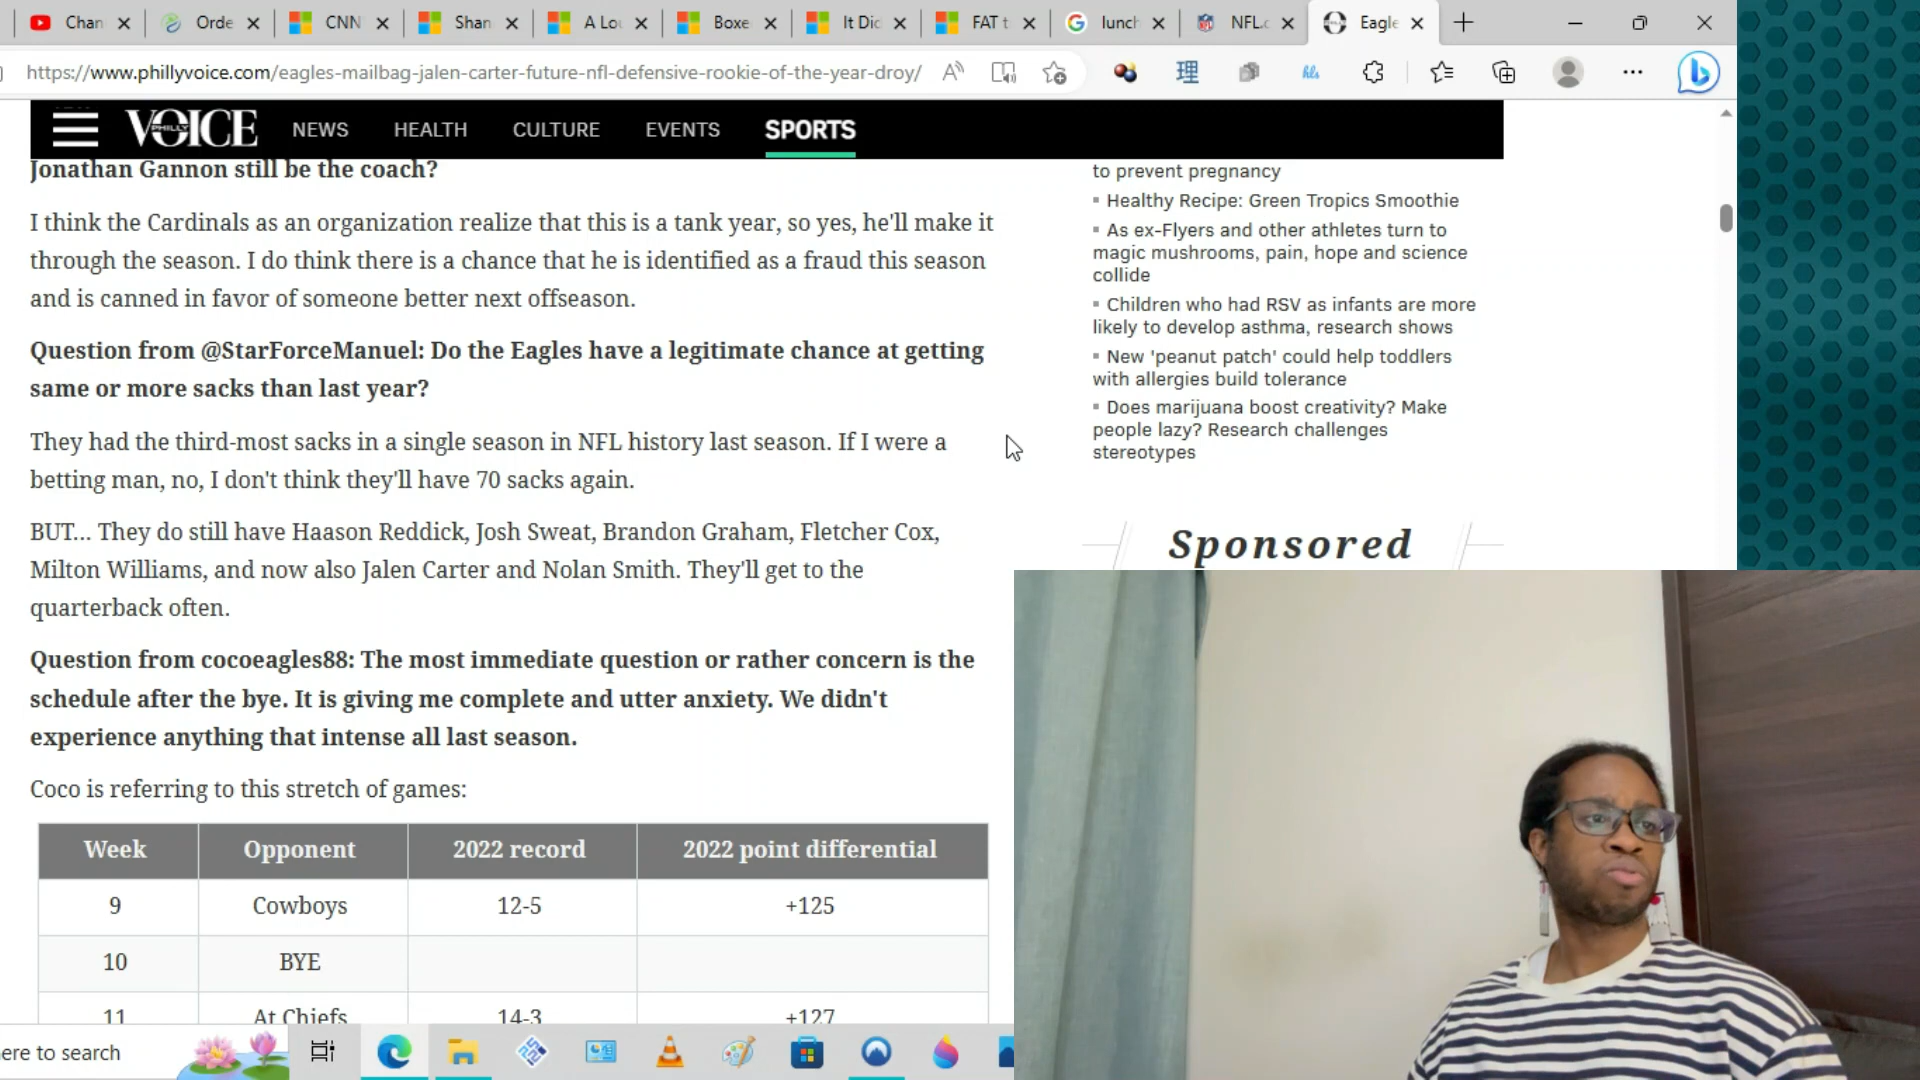 Chan
Orde
CNN
Shan
A Lou
Boxe
It Dic
FAT t
lunch
NFL.c
Eagle
https://www.phillyvoice.com/eagles-mailbag-jalen-carter-future-nfl-defensive-rookie-of-the-year-droy/
理
hls
PHILLY VOICE
NEWS
HEALTH
CULTURE
EVENTS
SPORTS
Jonathan Gannon still be the coach?
I think the Cardinals as an organization realize that this is a tank year, so yes, he'll make it
through the season. I do think there is a chance that he is identified as a fraud this season
and is canned in favor of someone better next offseason.
Question from @StarForceManuel: Do the Eagles have a legitimate chance at getting
same or more sacks than last year?
They had the third-most sacks in a single season in NFL history last season. If I were a
betting man, no, I don't think they'll have 70 sacks again.
BUT... They do still have Haason Reddick, Josh Sweat, Brandon Graham, Fletcher Cox,
Milton Williams, and now also Jalen Carter and Nolan Smith. They'll get to the
quarterback often.
Question from cocoeagles88: The most immediate question or rather concern is the
schedule after the bye. It is giving me complete and utter anxiety. We didn't
experience anything that intense all last season.
Coco is referring to this stretch of games:
Week Opponent 2022 record 2022 point differential
9 Cowboys 12-5 +125
10 BYE
11 At Chiefs 14-3 +127
to prevent pregnancy
▪ Healthy Recipe: Green Tropics Smoothie
▪ As ex-Flyers and other athletes turn to
magic mushrooms, pain, hope and science
collide
▪ Children who had RSV as infants are more
likely to develop asthma, research shows
▪ New 'peanut patch' could help toddlers
with allergies build tolerance
▪ Does marijuana boost creativity? Make
people lazy? Research challenges
stereotypes
Sponsored
ere to search